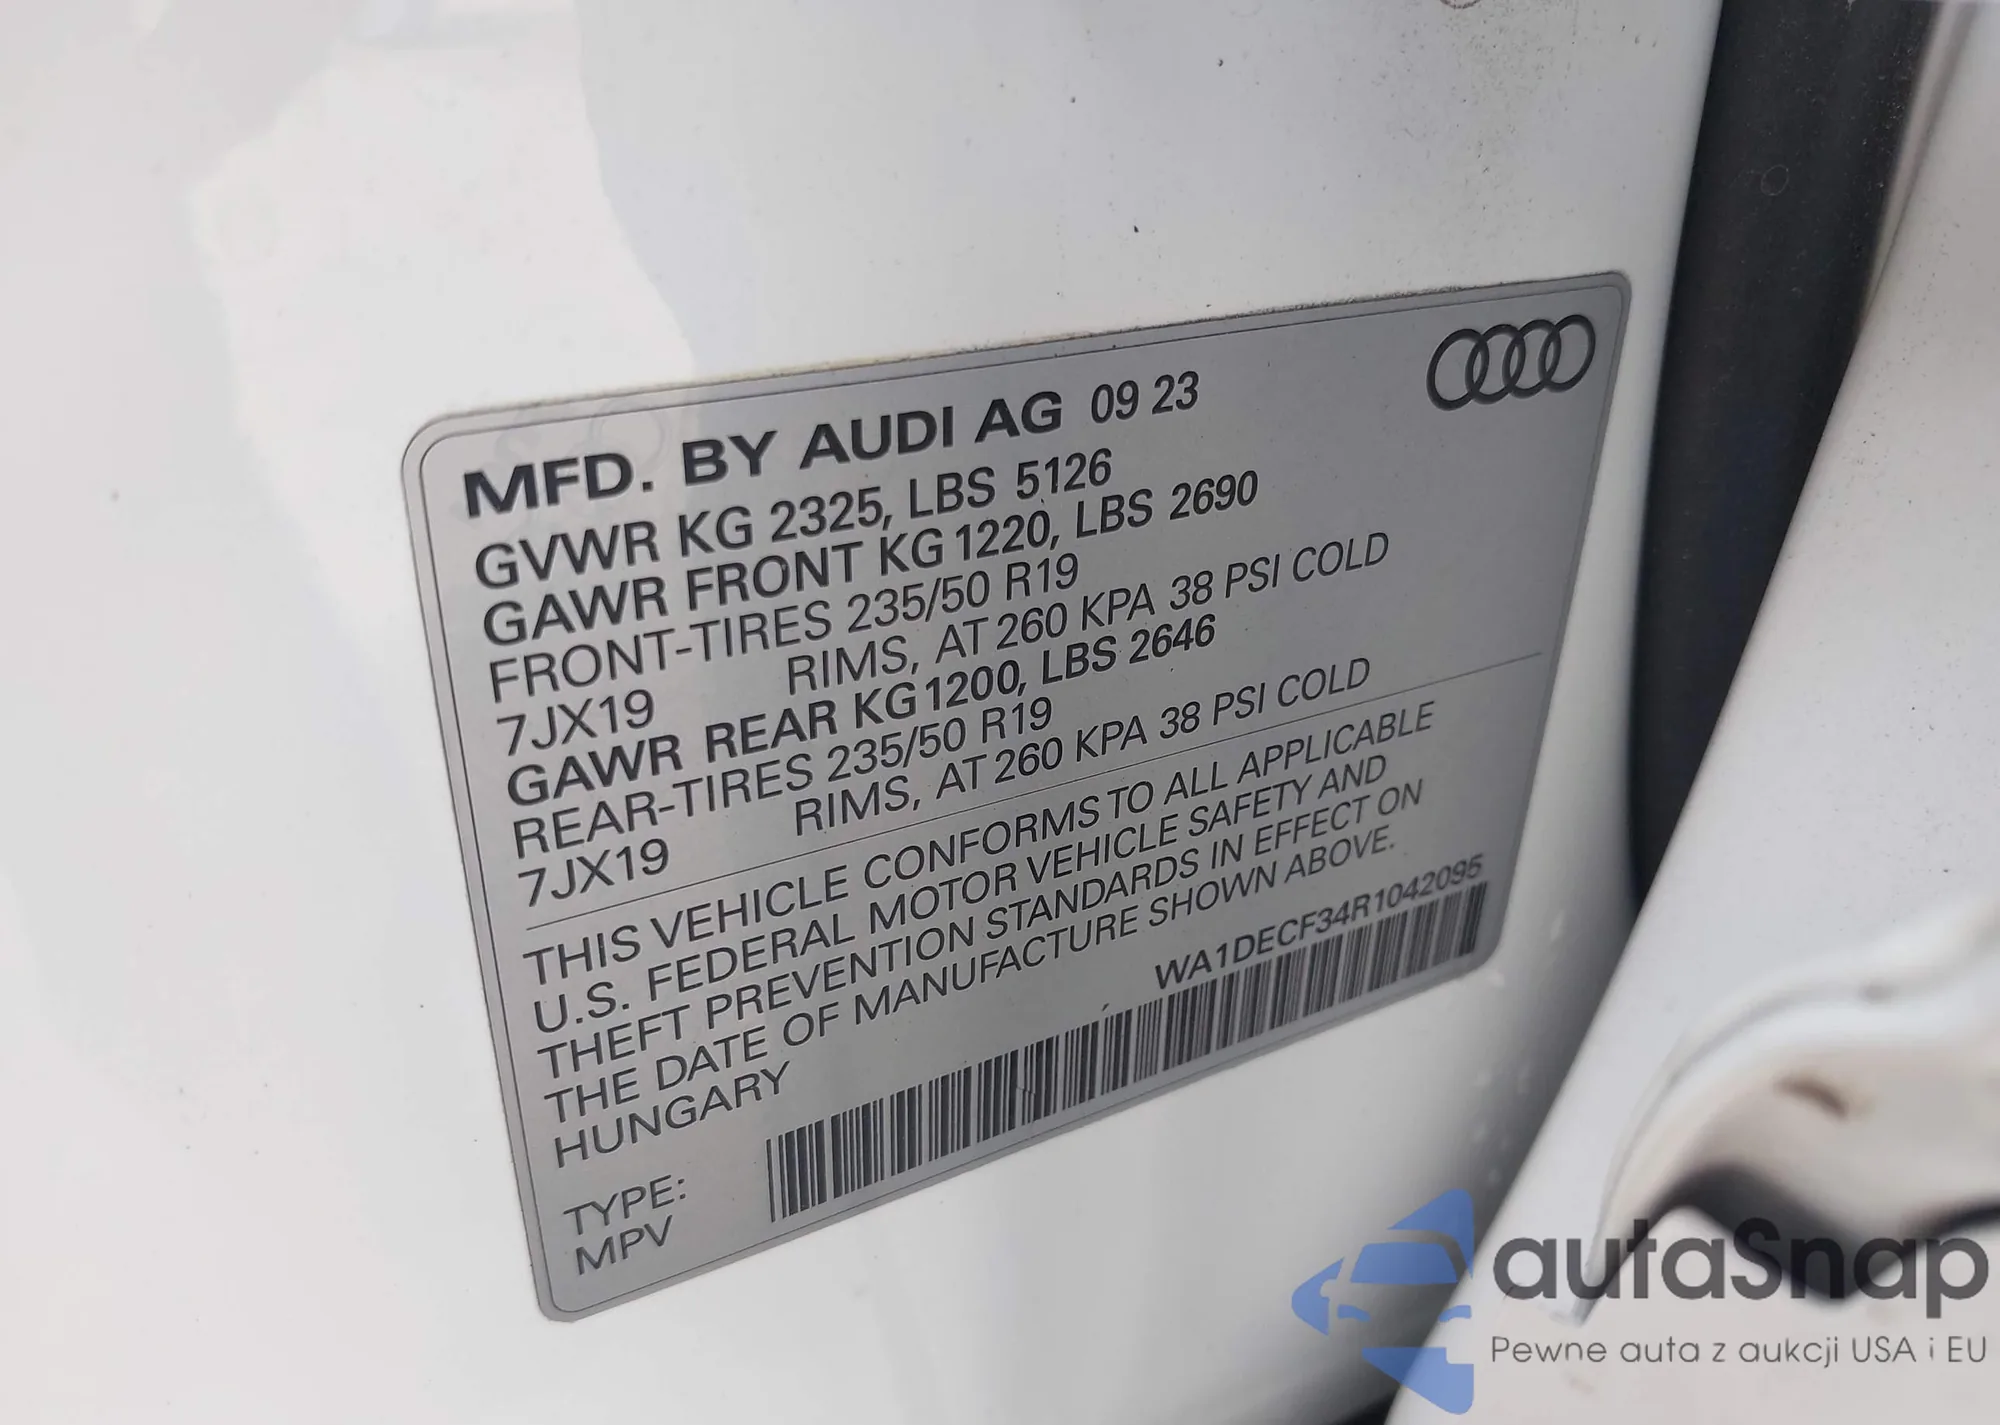 MFD. BY AUDI AG 09 23
GVWR KG 2325, LBS 5126
GAWR FRONT KG 1220, LBS 2690
FRONT-TIRES 235/50 R19
7JX19 RIMS, AT 260 KPA 38 PSI COLD
GAWR REAR KG 1200, LBS 2646
REAR-TIRES 235/50 R19
7JX19 RIMS, AT 260 KPA 38 PSI COLD
THIS VEHICLE CONFORMS TO ALL APPLICABLE
U.S. FEDERAL MOTOR VEHICLE SAFETY AND
THEFT PREVENTION STANDARDS IN EFFECT ON
THE DATE OF MANUFACTURE SHOWN ABOVE.
HUNGARY
WA1DECF34R1042095
TYPE:
MPV
autaSnap
Pewne auta z aukcji USA i EU